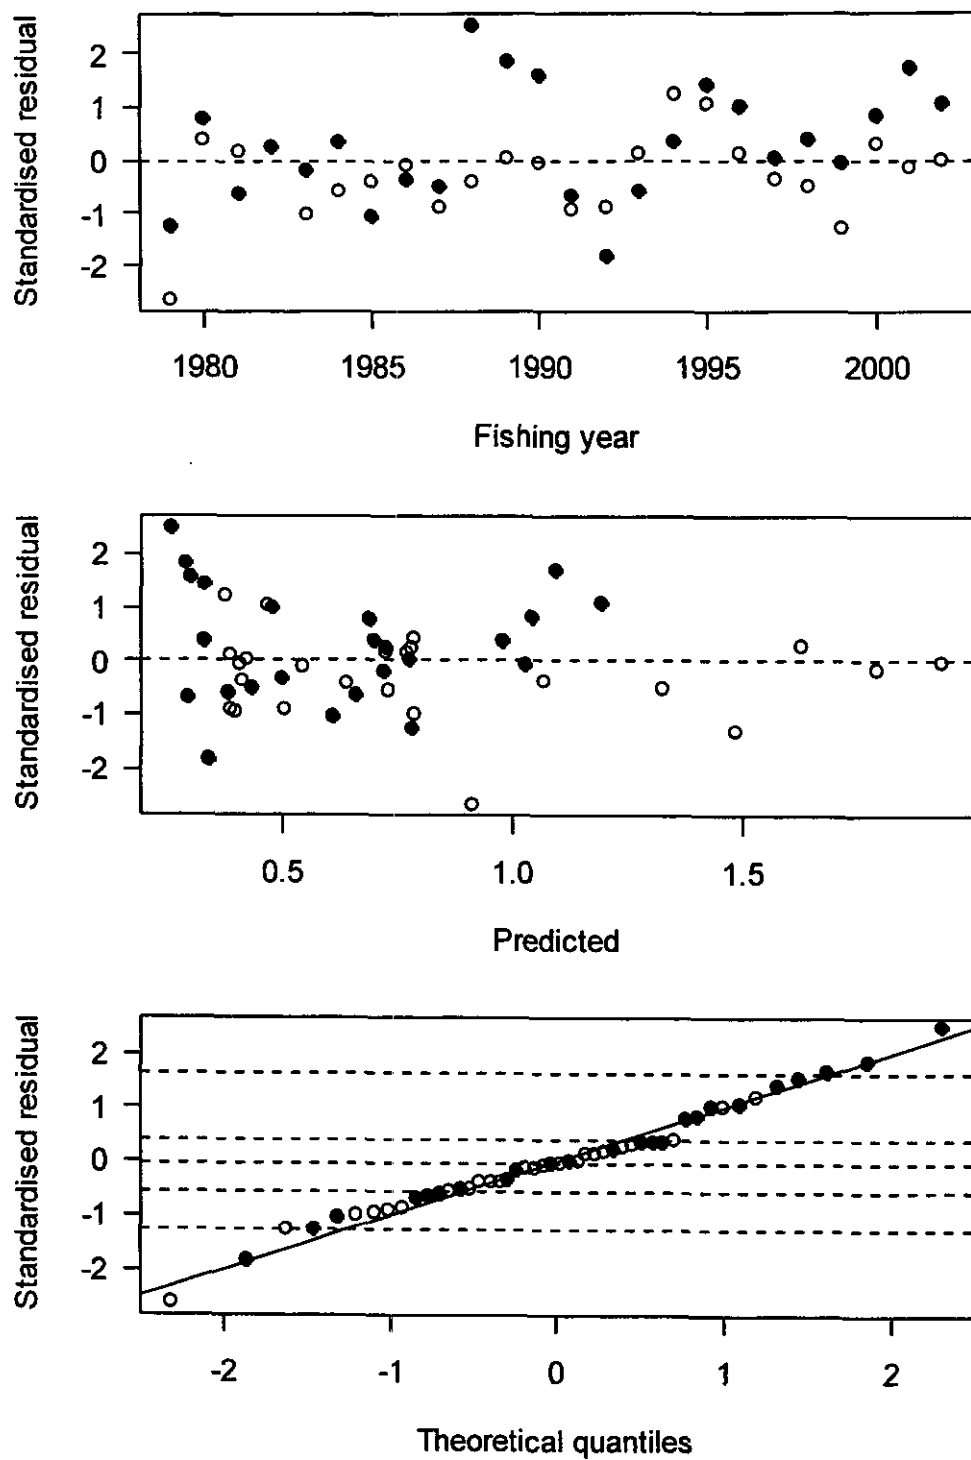 Standardised residual
2
1
0
-1
-2
1980 1985 1990 1995 2000
Fishing year
Standardised residual
2
1
0
-1
-2
0.5 1.0 1.5
Predicted
Standardised residual
2
1
0
-1
-2
-2 -1 0 1 2
Theoretical quantiles